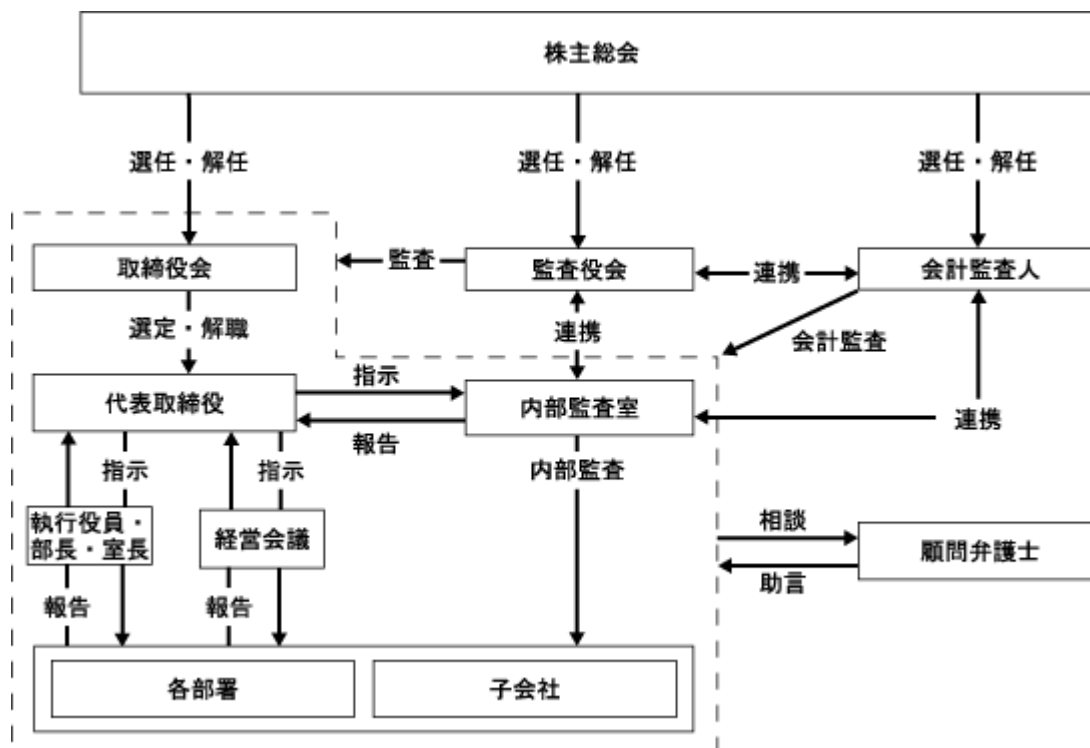 株主総会
選任・解任
選任・解任
選任・解任
取締役会
監査
監査役会
連携
会計監査人
選定・解職
連携
会計監査
代表取締役
指示
報告
内部監査室
連携
指示
指示
内部監査
執行役員・
部長・室長
経営会議
相談
顧問弁護士
助言
報告
報告
各部署
子会社